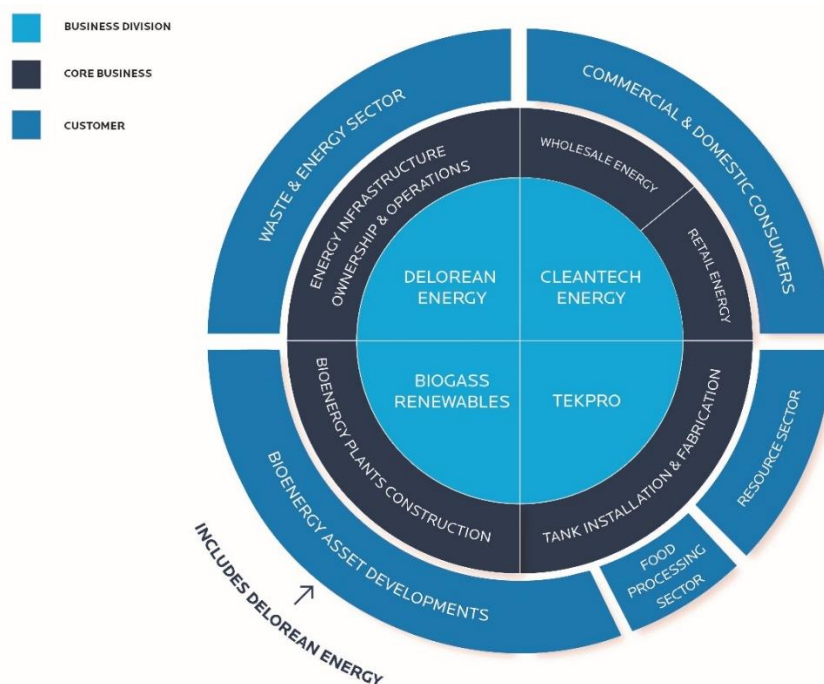 BUSINESS DIVISION
CORE BUSINESS
CUSTOMER
WASTE & ENERGY SECTOR
COMMERCIAL & DOMESTIC CONSUMERS
ENERGY INFRASTRUCTURE
OWNERSHIP & OPERATIONS
WHOLESALE ENERGY
RETAIL ENERGY
DELOREAN
ENERGY
CLEANTECH
ENERGY
BIOGASS
RENEWABLES
TEKPRO
BIOENERGY PLANTS CONSTRUCTION
TANK INSTALLATION & FABRICATION
RESOURCE SECTOR
FOOD
PROCESSING
SECTOR
BIOENERGY ASSET DEVELOPMENTS
INCLUDES DELOREAN ENERGY